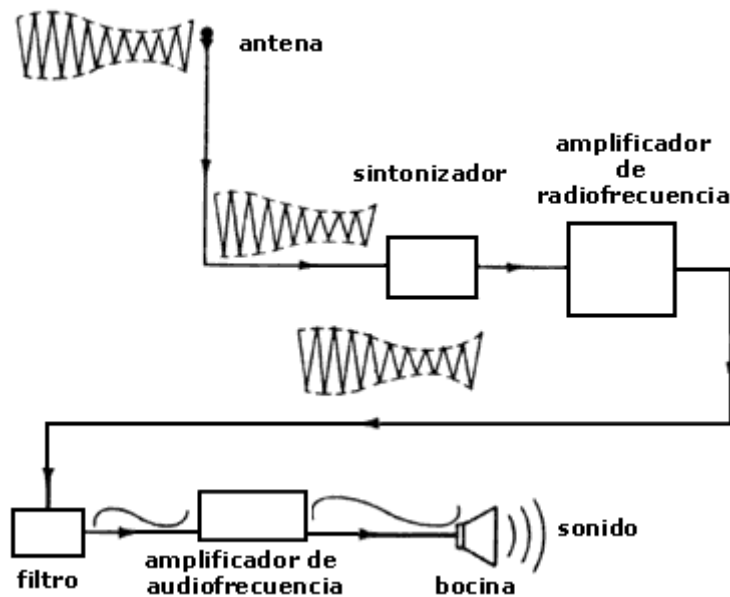 antena
sintonizador
amplificador
de
radiofrecuencia
filtro
amplificador de
audiofrecuencia
bocina
sonido